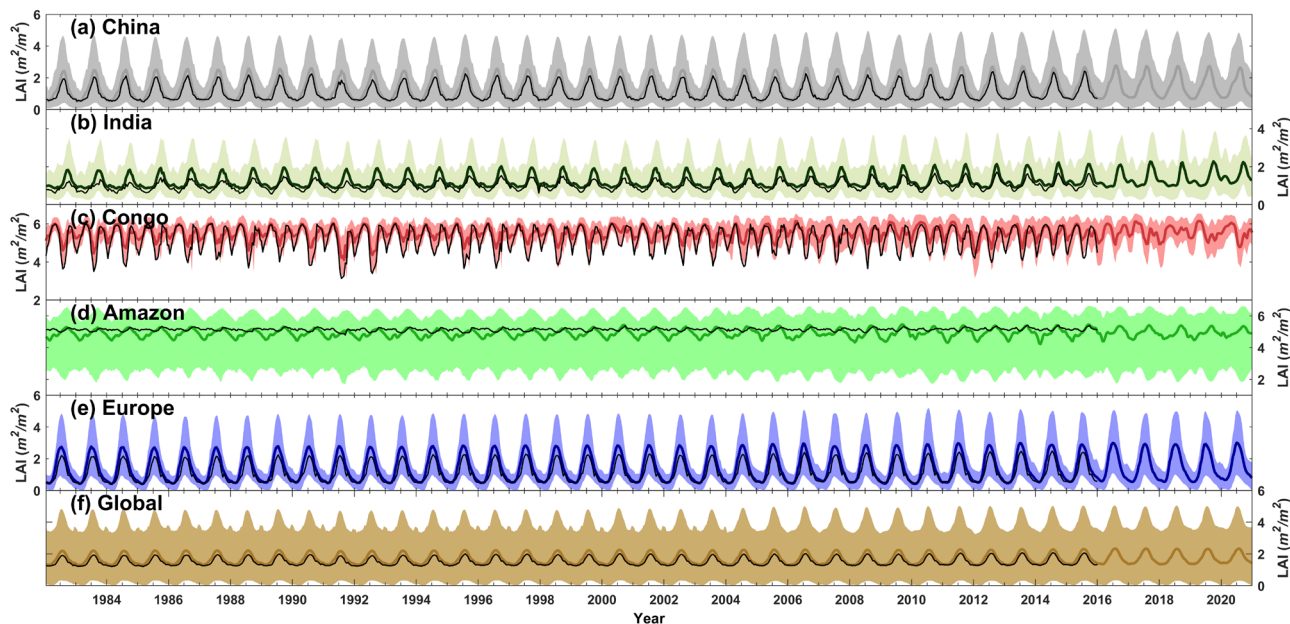 (a) China
6
4
2
0
LAI (m²/m²)
(b) India
4
2
0
LAI (m²/m²)
(c) Congo
6
4
2
LAI (m²/m²)
(d) Amazon
6
4
2
LAI (m²/m²)
(e) Europe
6
4
2
0
LAI (m²/m²)
(f) Global
6
4
2
0
LAI (m²/m²)
1984 1986 1988 1990 1992 1994 1996 1998 2000 2002 2004 2006 2008 2010 2012 2014 2016 2018 2020
Year